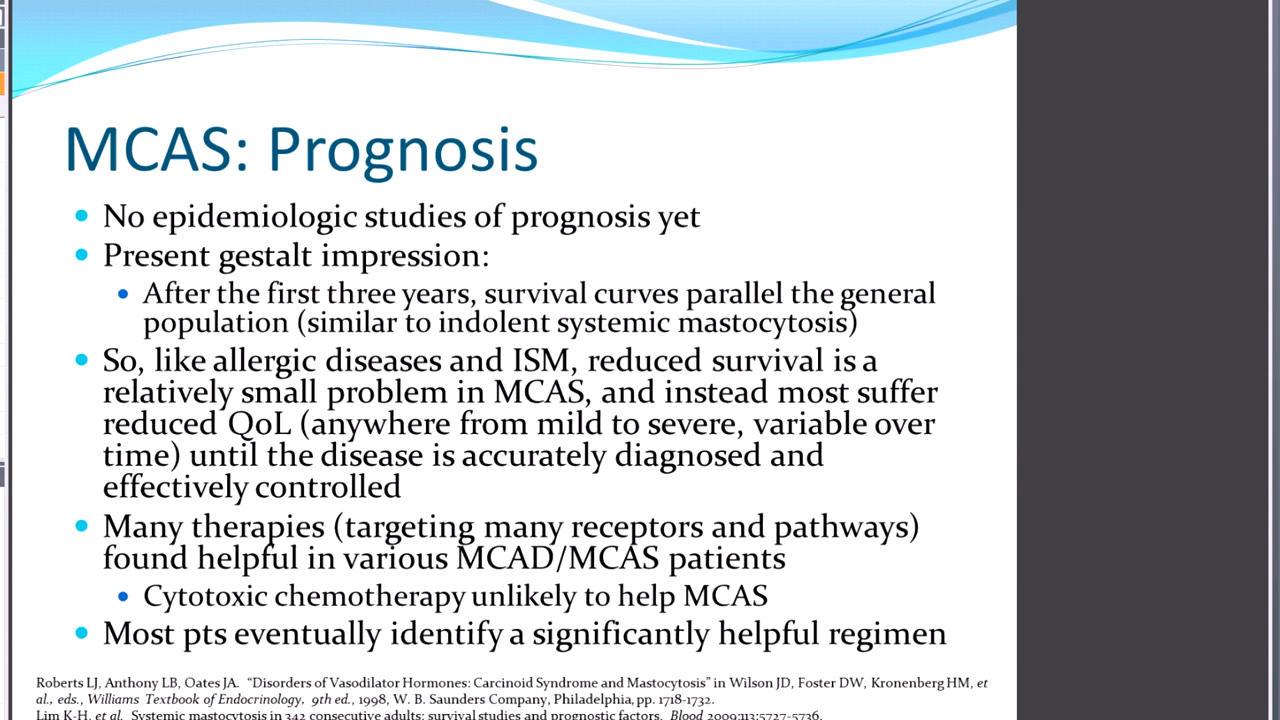 MCAS: Prognosis
• No epidemiologic studies of prognosis yet
• Present gestalt impression:
• After the first three years, survival curves parallel the general
population (similar to indolent systemic mastocytosis)
• So, like allergic diseases and ISM, reduced survival is a
relatively small problem in MCAS, and instead most suffer
reduced QoL (anywhere from mild to severe, variable over
time) until the disease is accurately diagnosed and
effectively controlled
• Many therapies (targeting many receptors and pathways)
found helpful in various MCAD/MCAS patients
• Cytotoxic chemotherapy unlikely to help MCAS
• Most pts eventually identify a significantly helpful regimen
Roberts LJ, Anthony LB, Oates JA. "Disorders of Vasodilator Hormones: Carcinoid Syndrome and Mastocytosis" in Wilson JD, Foster DW, Kronenberg HM, et
al., eds., Williams Textbook of Endocrinology, 9th ed., 1998, W. B. Saunders Company, Philadelphia, pp. 1718-1732.
Lim K-H, et al. Systemic mastocytosis in 342 consecutive adults: survival studies and prognostic factors. Blood 2009;113:5727-5736.